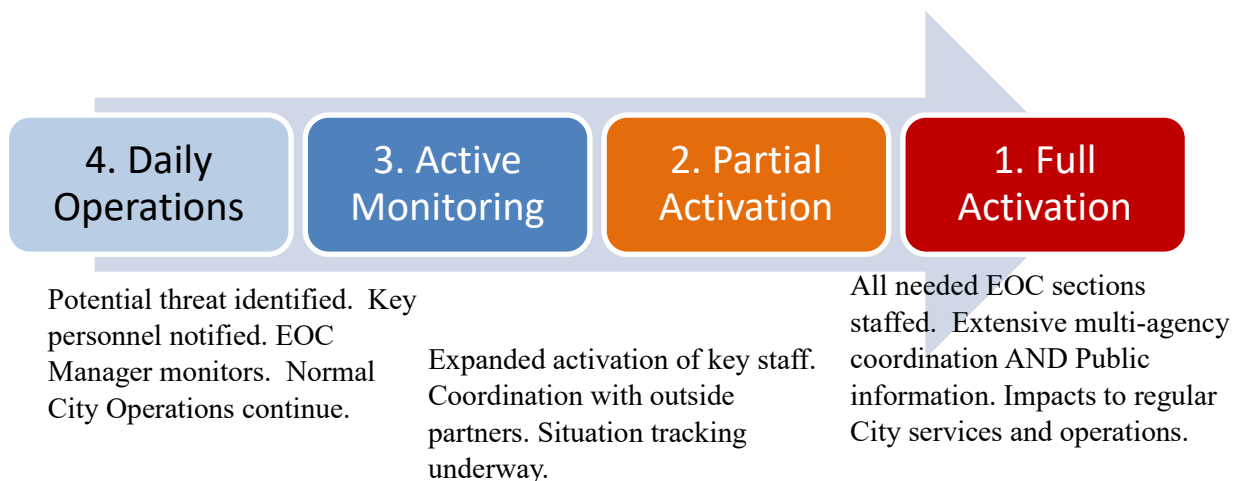 4. Daily
Operations
3. Active
Monitoring
2. Partial
Activation
1. Full
Activation
Potential threat identified.  Key
personnel notified. EOC
Manager monitors.  Normal
City Operations continue.
Expanded activation of key staff.
Coordination with outside
partners. Situation tracking
underway.
All needed EOC sections
staffed.  Extensive multi-agency
coordination AND Public
information. Impacts to regular
City services and operations.